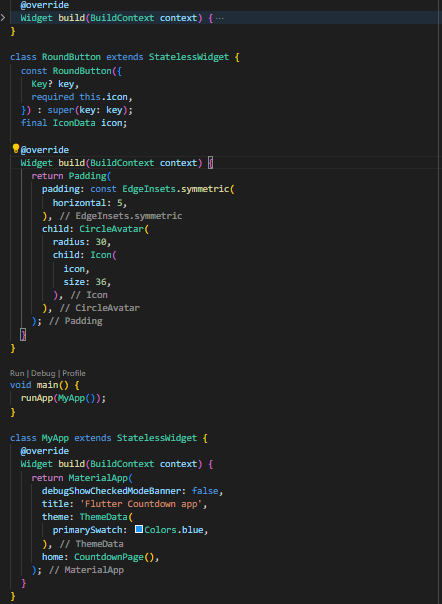 @override
Widget build(BuildContext context) { ...
}
class RoundButton extends StatelessWidget {
const RoundButton({
Key? key,
required this.icon,
}) : super(key: key);
final IconData icon;
@override
Widget build(BuildContext context) {
return Padding(
padding: const EdgeInsets.symmetric(
horizontal: 5,
), // EdgeInsets.symmetric
child: CircleAvatar(
radius: 30,
child: Icon(
icon,
size: 36,
), // Icon
), // CircleAvatar
); // Padding
}
}
Run | Debug | Profile
void main() {
runApp(MyApp());
}
class MyApp extends StatelessWidget {
@override
Widget build(BuildContext context) {
return MaterialApp(
debugShowCheckedModeBanner: false,
title: 'Flutter Countdown app',
theme: ThemeData(
primarySwatch: Colors.blue,
), // ThemeData
home: CountdownPage(),
); // MaterialApp
}
}